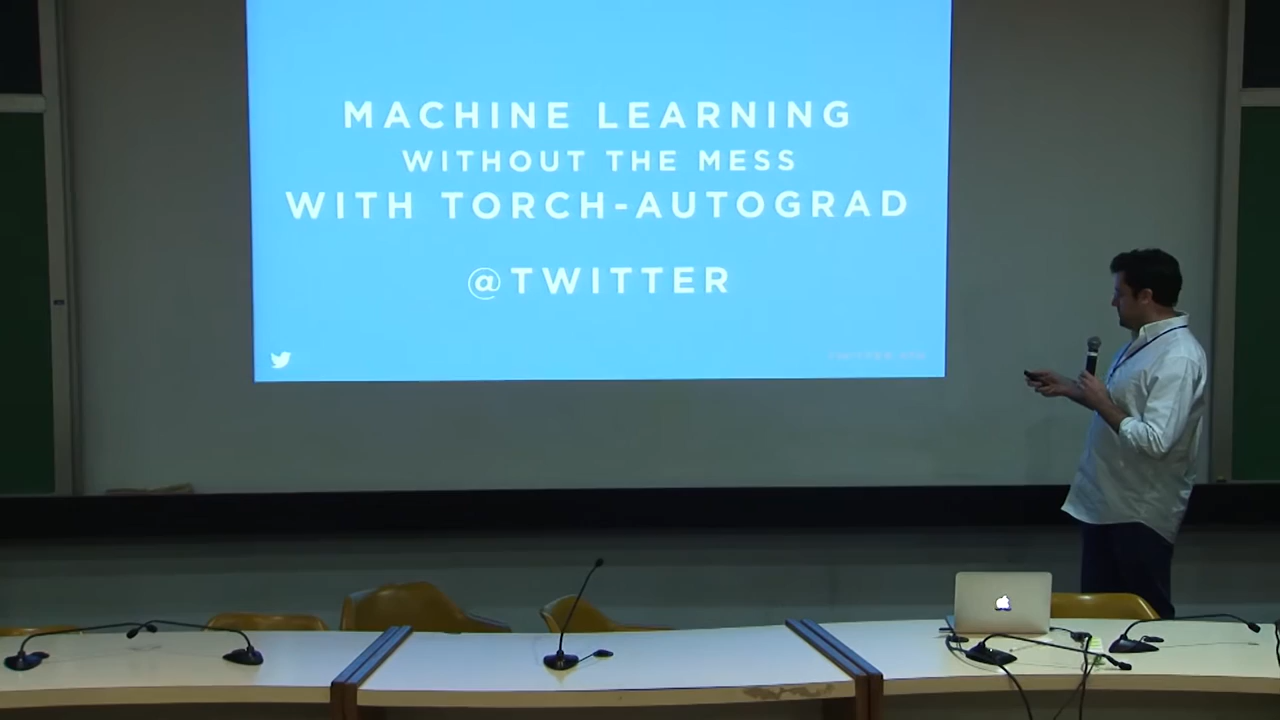 MACHINE LEARNING
WITHOUT THE MESS
WITH TORCH-AUTOGRAD
@TWITTER